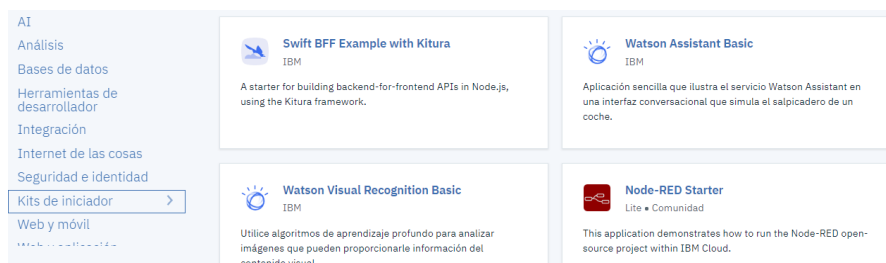 AI
Análisis
Bases de datos
Herramientas de
desarrollador
Integración
Internet de las cosas
Seguridad e identidad
Kits de iniciador
Web y móvil
Swift BFF Example with Kitura
IBM
A starter for building backend-for-frontend APIs in Node.js,
using the Kitura framework.
Watson Assistant Basic
IBM
Aplicación sencilla que ilustra el servicio Watson Assistant en
una interfaz conversacional que simula el salpicadero de un
coche.
Watson Visual Recognition Basic
IBM
Utilice algoritmos de aprendizaje profundo para analizar
imágenes que pueden proporcionarle información del
contenido visual
Node-RED Starter
Lite • Comunidad
This application demonstrates how to run the Node-RED open-
source project within IBM Cloud.